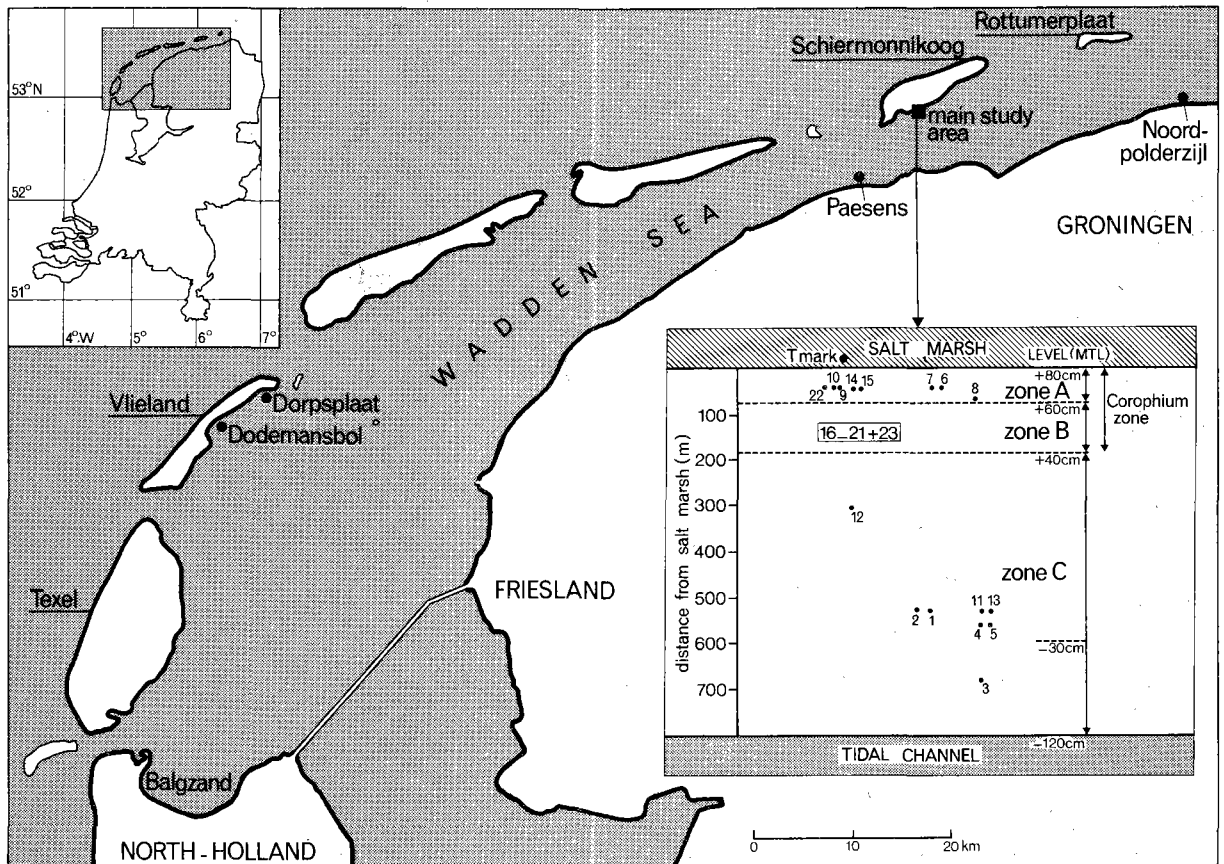 Rottumerplaat
Schiermonnikoog
53°N
main study
area
Noord-
polderzijl
52°
Paesens
WADDEN SEA
GRONINGEN
51°
4°W 5° 6° 7°
Vlieland
Dorpsplaat
Dodemansbol
Texel
FRIESLAND
Balgzand
NORTH-HOLLAND
SALT MARSH
T mark
LEVEL (MTL)
+80cm
10 14 15 7 6 8
22 9
zone A
Corophium
zone
+60cm
100
16-21+23
zone B
200
+40cm
distance from salt marsh (m)
300
12
400
zone C
500
11 13
2 1
4 5
600
-30cm
3
700
-120cm
TIDAL CHANNEL
0 10 20 km